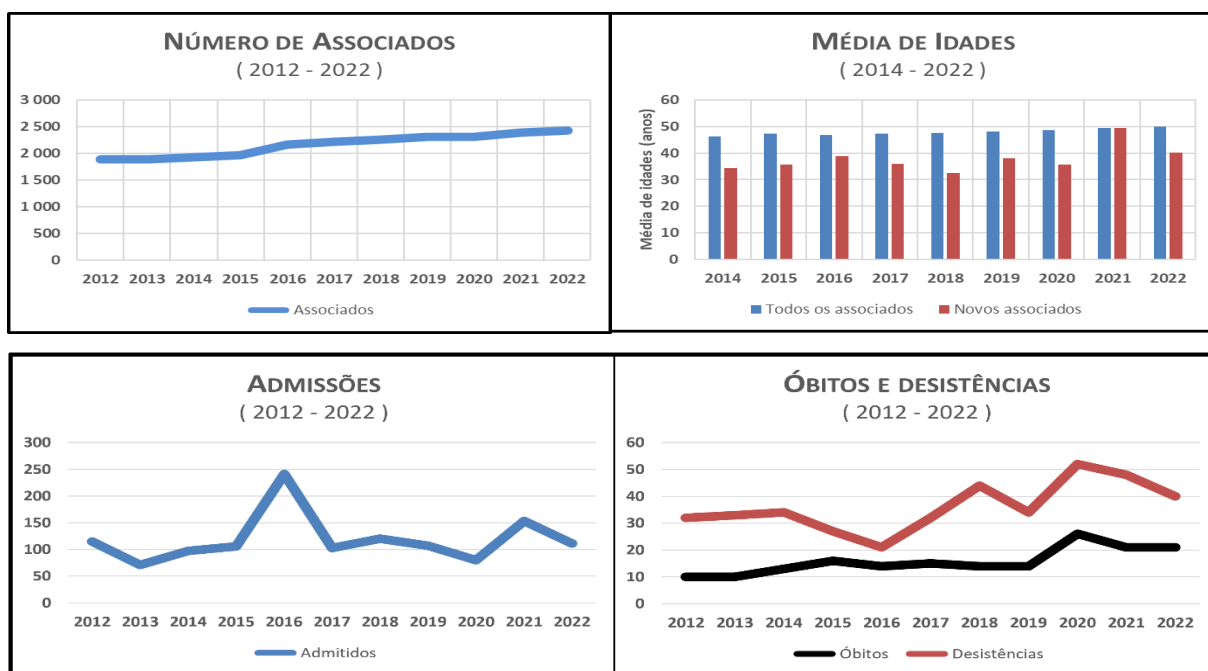 NÚMERO DE ASSOCIADOS
( 2012 - 2022 )
3 000
2 500
2 000
1 500
1 000
500
0
2012 2013 2014 2015 2016 2017 2018 2019 2020 2021 2022
Associados
MÉDIA DE IDADES
( 2014 - 2022 )
Média de idades (anos)
60
50
40
30
20
10
0
2014 2015 2016 2017 2018 2019 2020 2021 2022
Todos os associados Novos associados
ADMISSÕES
( 2012 - 2022 )
300
250
200
150
100
50
0
2012 2013 2014 2015 2016 2017 2018 2019 2020 2021 2022
Admitidos
ÓBITOS E DESISTÊNCIAS
( 2012 - 2022 )
60
50
40
30
20
10
0
2012 2013 2014 2015 2016 2017 2018 2019 2020 2021 2022
Óbitos Desistências